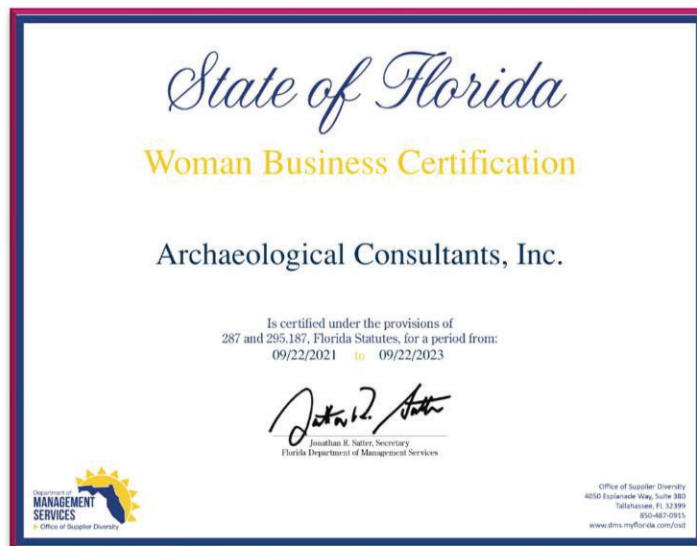 State of Florida
Woman Business Certification
Archaeological Consultants, Inc.
Is certified under the provisions of
287 and 295.187, Florida Statutes, for a period from:
09/22/2021 to 09/22/2023
Jonathan R. Satter, Secretary
Florida Department of Management Services
Department of
MANAGEMENT
SERVICES
Office of Supplier Diversity
Office of Supplier Diversity
4050 Esplanade Way, Suite 380
Tallahassee, FL 32399
850-487-0915
www.dms.myflorida.com/osd